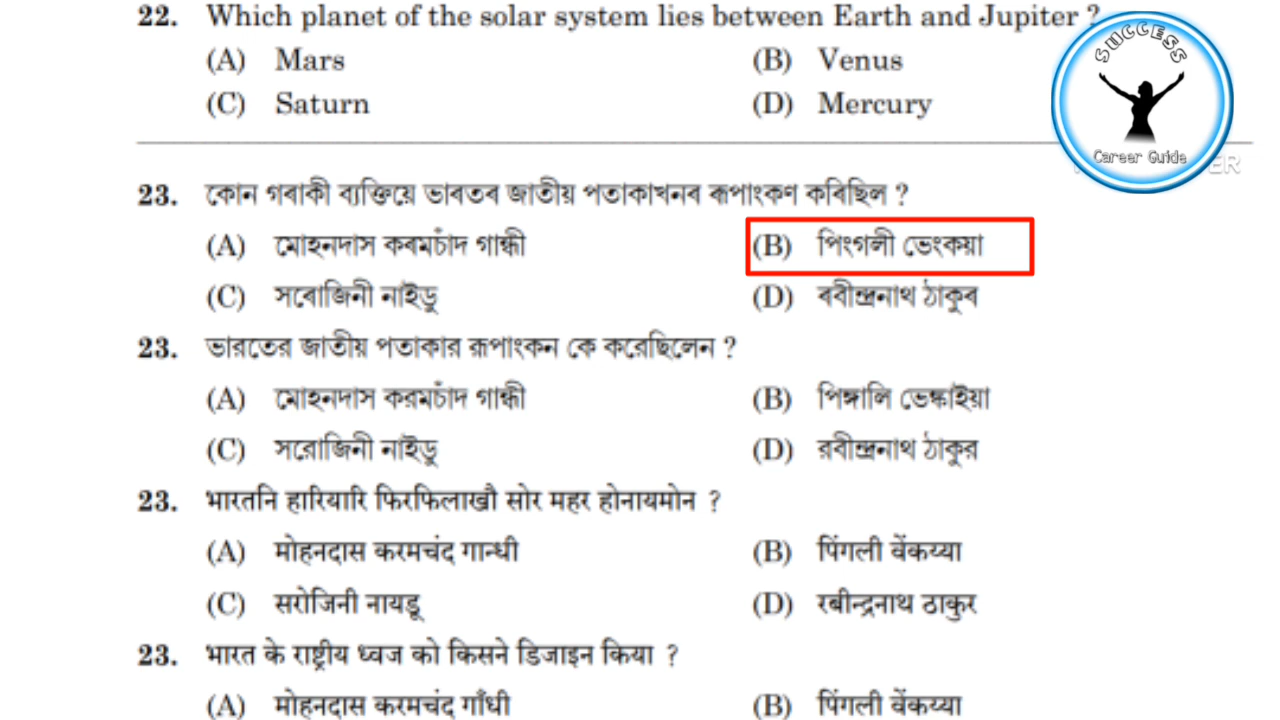 22. Which planet of the solar system lies between Earth and Jupiter ?
(A) Mars (B) Venus
(C) Saturn (D) Mercury
SUCCESS
Career Guide
23. কোন গৰাকী ব্যক্তিয়ে ভাৰতৰ জাতীয় পতাকাখনৰ ৰূপাংকণ কৰিছিল ?
(A) মোহনদাস কৰমচাঁদ গান্ধী (B) পিংগলী ভেংকয়া
(C) সৰোজিনী নাইডু (D) ৰবীন্দ্ৰনাথ ঠাকুৰ
23. ভারতের জাতীয় পতাকার রূপাংকন কে করেছিলেন ?
(A) মোহনদাস করমচাঁদ গান্ধী (B) পিঙ্গালি ভেঙ্কাইয়া
(C) সরোজিনী নাইডু (D) রবীন্দ্রনাথ ঠাকুর
23. भारतनि हारियारि फिरफिलाखौ सोर महर होनायमोन ?
(A) मोहनदास करमचंद गान्धी (B) पिंगली वेंकय्या
(C) सरोजिनी नायडू (D) रबीन्द्रनाथ ठाकुर
23. भारत के राष्ट्रीय ध्वज को किसने डिजाइन किया ?
(A) मोहनदास करमचंद गाँधी (B) पिंगली वेंकय्या